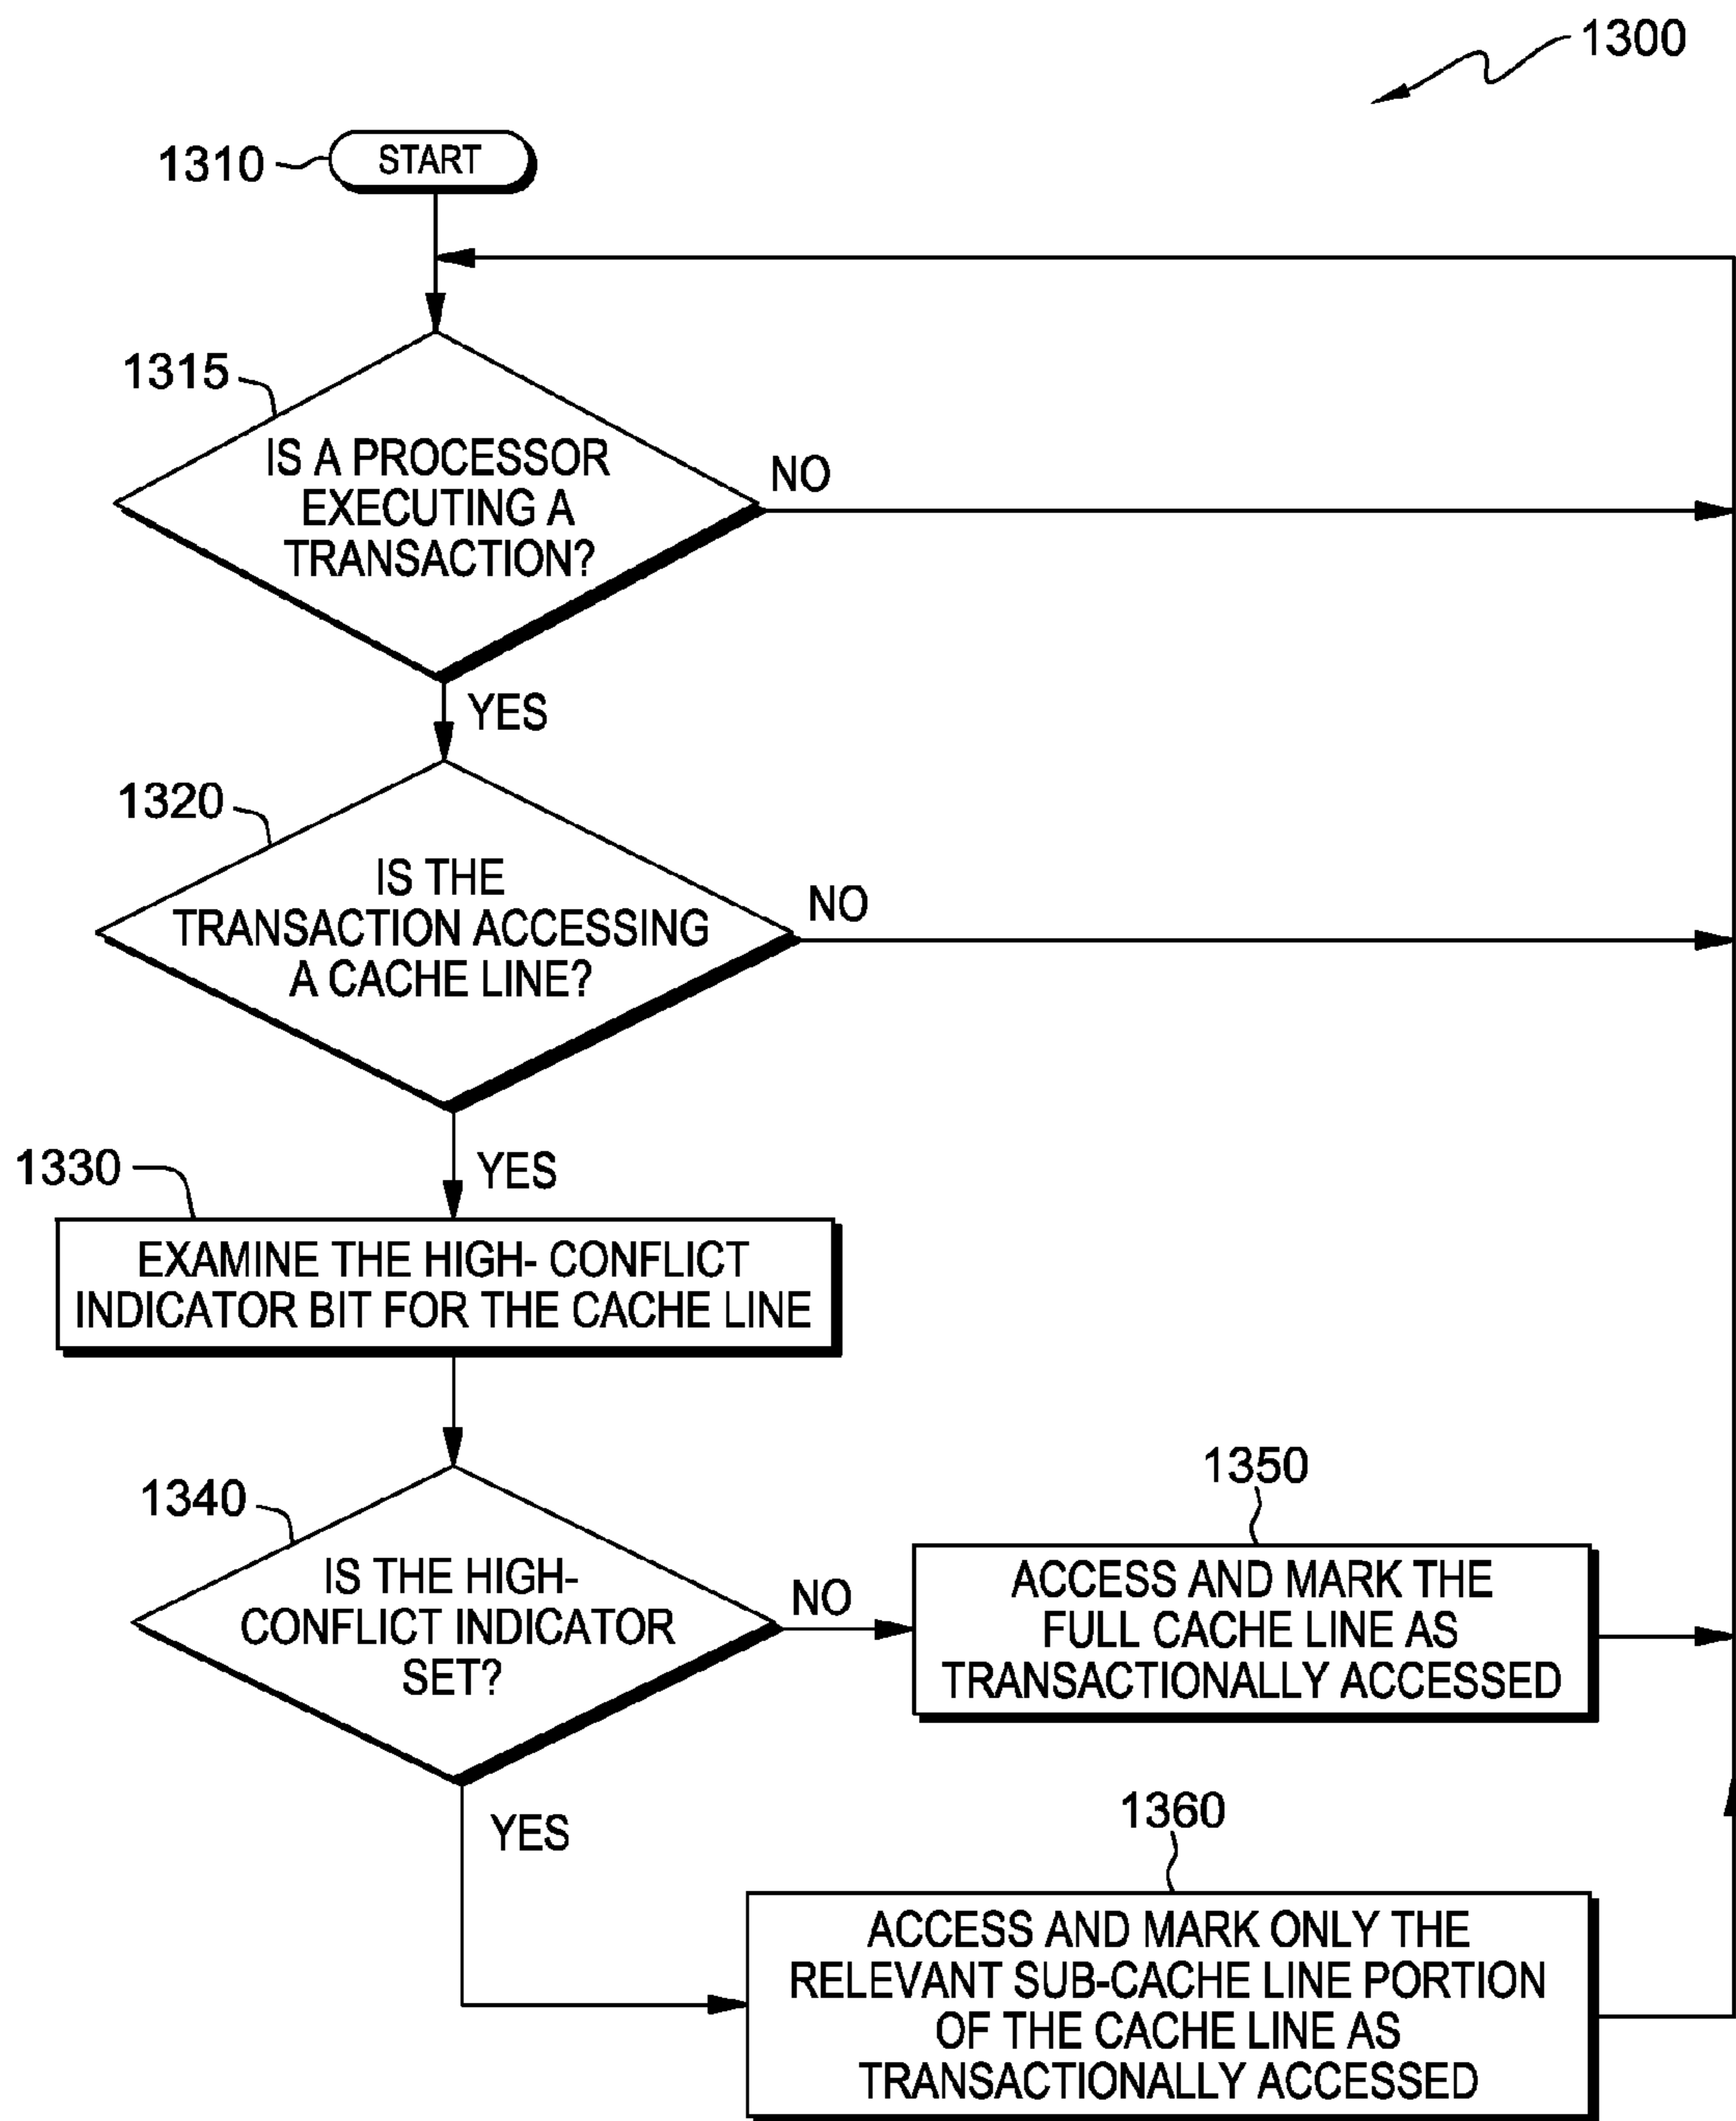 1300
1310
START
1315
IS A PROCESSOR
EXECUTING A
TRANSACTION?
NO
YES
1320
IS THE
TRANSACTION ACCESSING
A CACHE LINE?
NO
YES
1330
EXAMINE THE HIGH- CONFLICT
INDICATOR BIT FOR THE CACHE LINE
1340
IS THE HIGH-
CONFLICT INDICATOR
SET?
NO
YES
1350
ACCESS AND MARK THE
FULL CACHE LINE AS
TRANSACTIONALLY ACCESSED
1360
ACCESS AND MARK ONLY THE
RELEVANT SUB-CACHE LINE PORTION
OF THE CACHE LINE AS
TRANSACTIONALLY ACCESSED